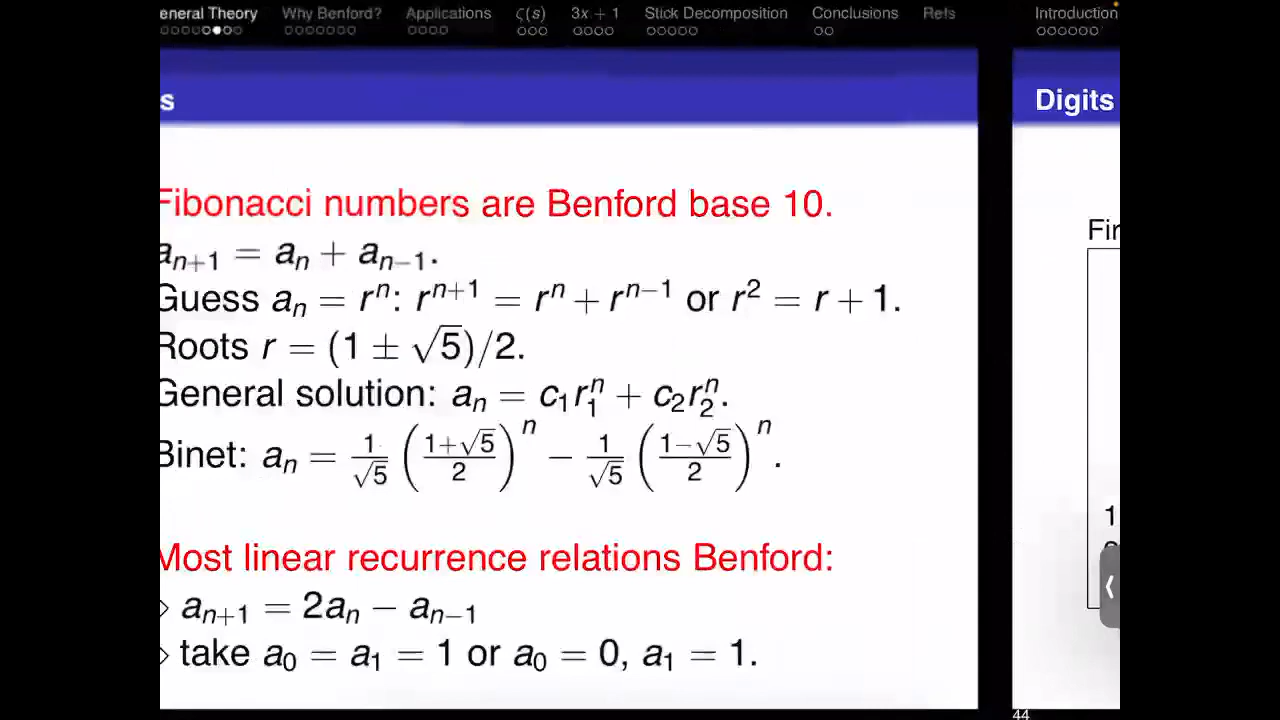 eneral Theory Why Benford? Applications ζ(s) 3x + 1 Stick Decomposition Conclusions Refs Introduction
s
Digits
Fibonacci numbers are Benford base 10.
aₙ₊₁ = aₙ + aₙ₋₁.
Guess aₙ = rⁿ: rⁿ⁺¹ = rⁿ + rⁿ⁻¹ or r² = r + 1.
Roots r = (1 ± √5)/2.
General solution: aₙ = c₁r₁ⁿ + c₂r₂ⁿ.
Binet: aₙ = 1/√5 ((1+√5)/2)ⁿ − 1/√5 ((1−√5)/2)ⁿ.
Most linear recurrence relations Benford:
⋄ aₙ₊₁ = 2aₙ − aₙ₋₁
⋄ take a₀ = a₁ = 1 or a₀ = 0, a₁ = 1.
Fir
1
44